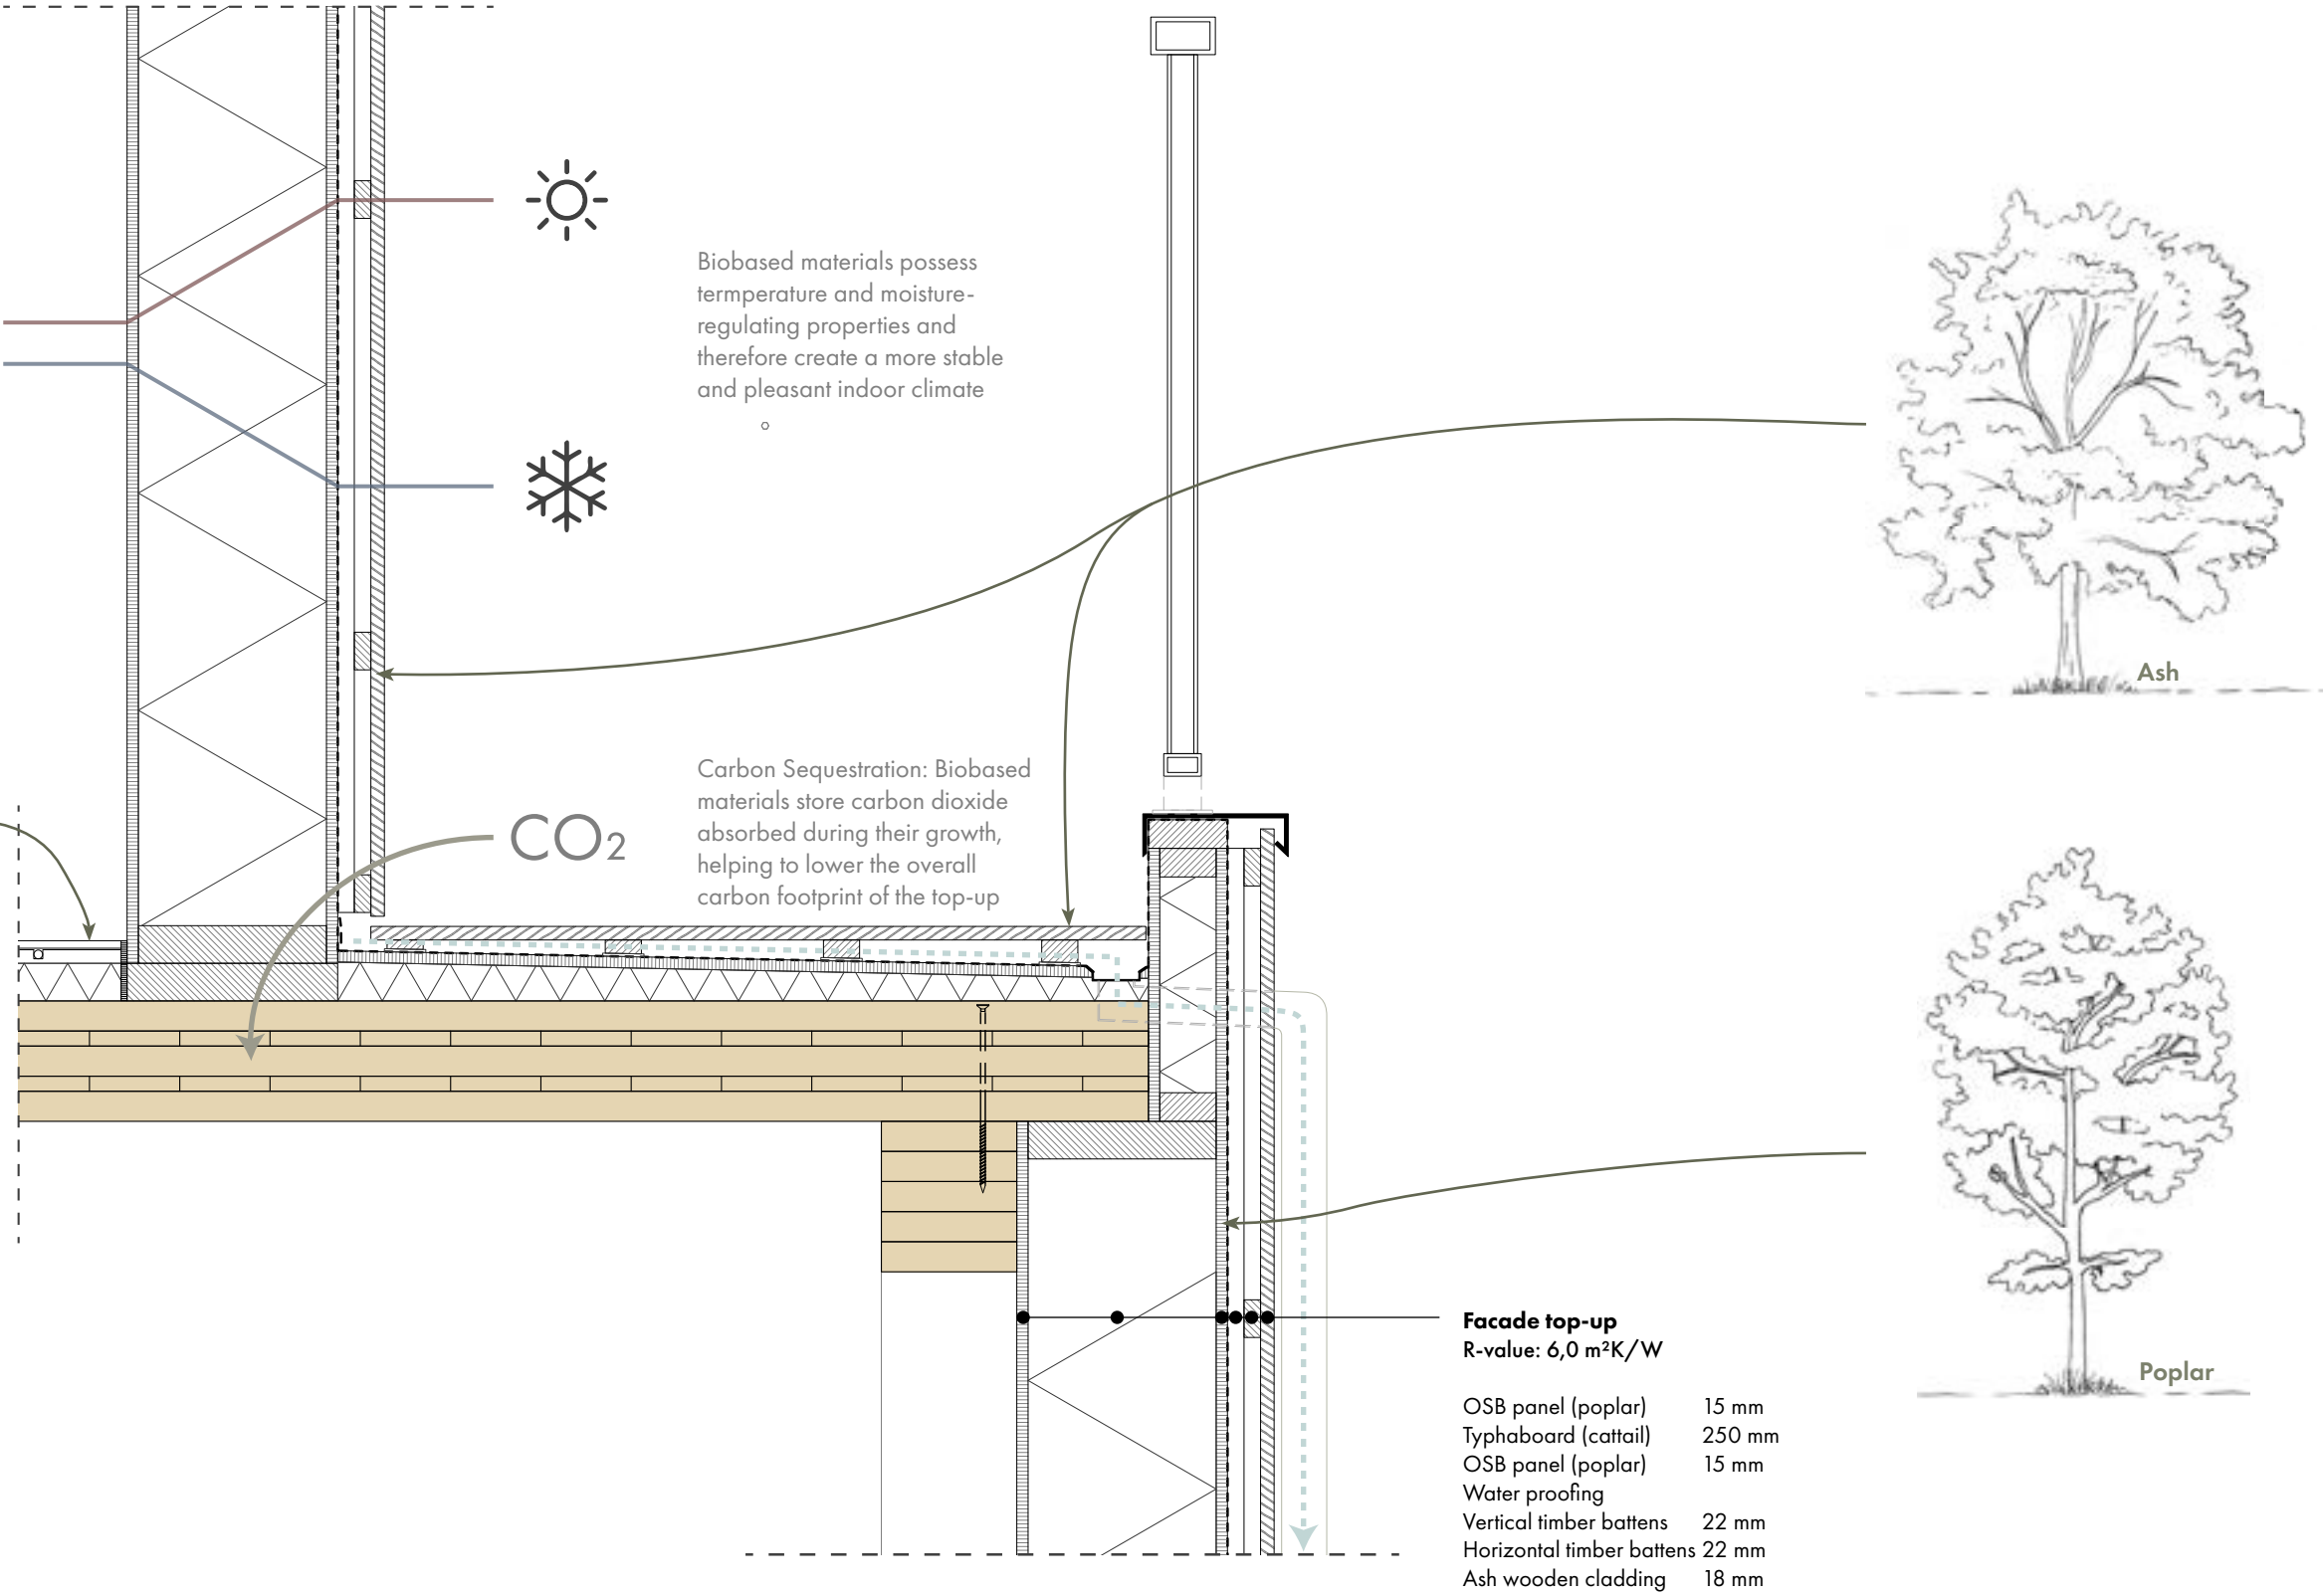 Biobased materials possess
termperature and moisture-
regulating properties and
therefore create a more stable
and pleasant indoor climate
Ash
Carbon Sequestration: Biobased
materials store carbon dioxide
absorbed during their growth,
helping to lower the overall
carbon footprint of the top-up
CO₂
Facade top-up
R-value: 6,0 m²K/W
Poplar
OSB panel (poplar) 15 mm
Typhaboard (cattail) 250 mm
OSB panel (poplar) 15 mm
Water proofing
Vertical timber battens 22 mm
Horizontal timber battens 22 mm
Ash wooden cladding 18 mm